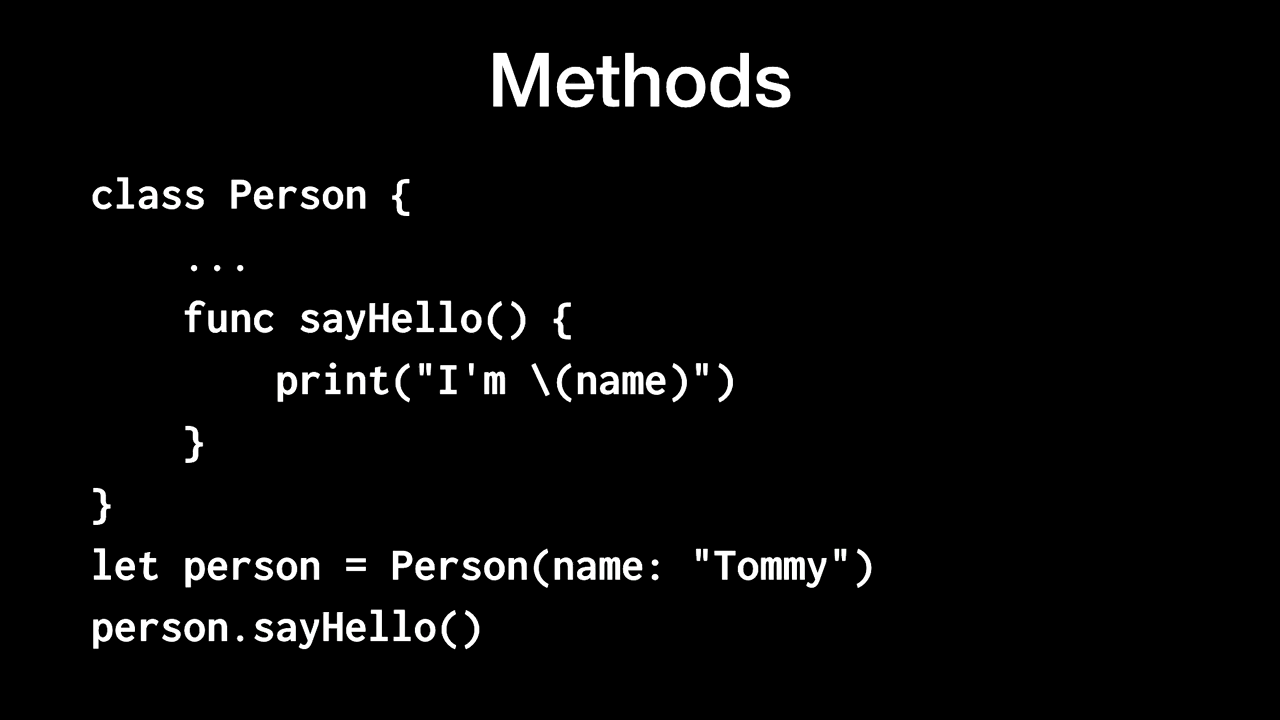 Methods
class Person {
    ...
    func sayHello() {
        print("I'm \(name)")
    }
}
let person = Person(name: "Tommy")
person.sayHello()